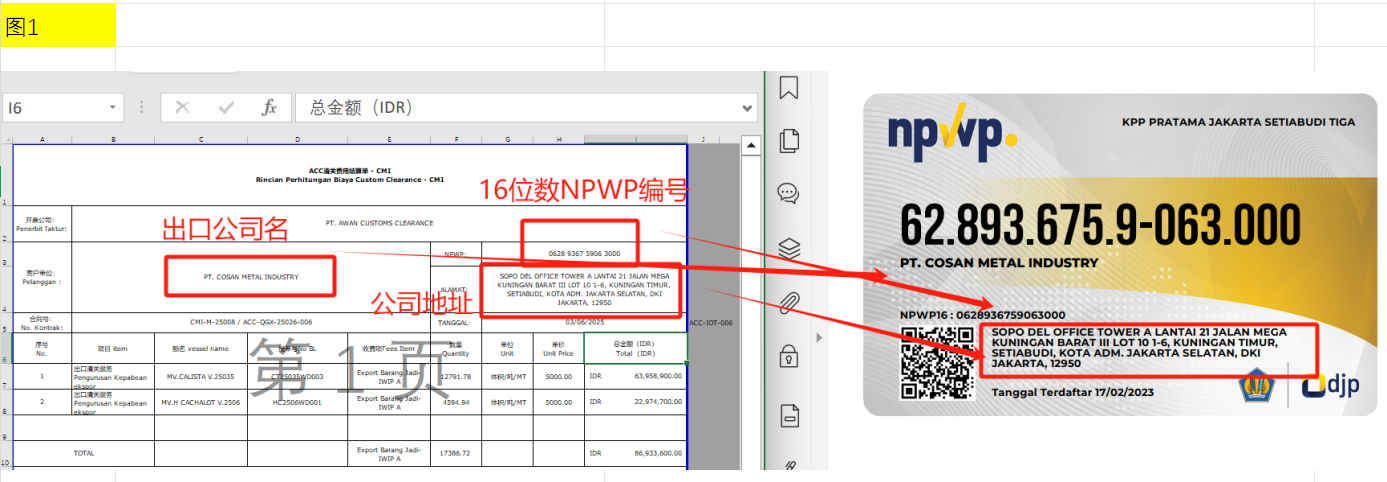 图1
I6
fx
总金额（IDR）
A B C D E F G H I J
ACC清关费用结算单 - CMI
Rincian Perhitungan Biaya Custom Clearance - CMI
16位数NPWP编号
1
开票公司:
Penerbit faktur:
出口公司名
PT. AWAN CUSTOMS CLEARANCE
2
NPWP:
0628 9367 5906 3000
3
客户单位:
Pelanggan :
PT. COSAN METAL INDUSTRY
公司地址
ALAMAT:
SOPO DEL OFFICE TOWER A LANTAI 21 JALAN MEGA
KUNINGAN BARAT III LOT 10 1-6, KUNINGAN TIMUR,
SETIABUDI, KOTA ADM. JAKARTA SELATAN, DKI
JAKARTA, 12950
4
合同号:
No. Kontrak:
CMI-M-25008 / ACC-QGX-25026-006
TANGGAL:
03/06/2025
ACC-IOT-006
5
序号
No.
项目 item
船名 vessel name
提单号No BL
收费项Fees Item
数量
Quantity
单位
Unit
单价
Unit Price
总金额（IDR）
Total（IDR）
6
第 1 页
1
出口清关服务
Pengurusan Kepabean
ekspor
MV.CALISTA V.25035
CT25035WD003
Export Barang Jadi-
IWIP A
12791.78
体积/吨/MT
5000.00
IDR 63,958,900.00
7
2
出口清关服务
Pengurusan Kepabean
ekspor
MV.H CACHALOT V.2506
HC2506WD001
Export Barang Jadi-
IWIP A
4594.94
体积/吨/MT
5000.00
IDR 22,974,700.00
8
9
TOTAL
Export Barang Jadi-
IWIP A
17386.72
IDR 86,933,600.00
10
npwp.
KPP PRATAMA JAKARTA SETIABUDI TIGA
62.893.675.9-063.000
PT. COSAN METAL INDUSTRY
NPWP16 : 0628936759063000
SOPO DEL OFFICE TOWER A LANTAI 21 JALAN MEGA
KUNINGAN BARAT III LOT 10 1-6, KUNINGAN TIMUR,
SETIABUDI, KOTA ADM. JAKARTA SELATAN, DKI
JAKARTA, 12950
Tanggal Terdaftar 17/02/2023
djp